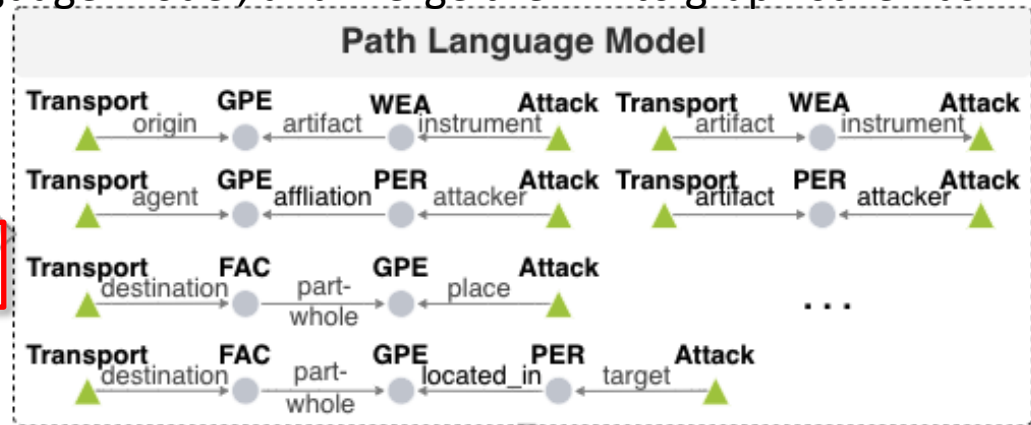 Path Language Model
Transport GPE WEA Attack Transport WEA Attack
origin artifact instrument artifact instrument
Transport GPE PER Attack Transport PER Attack
agent affliation attacker artifact attacker
Transport FAC GPE Attack
destination part-whole place
. . .
Transport FAC GPE PER Attack
destination part-whole located_in target